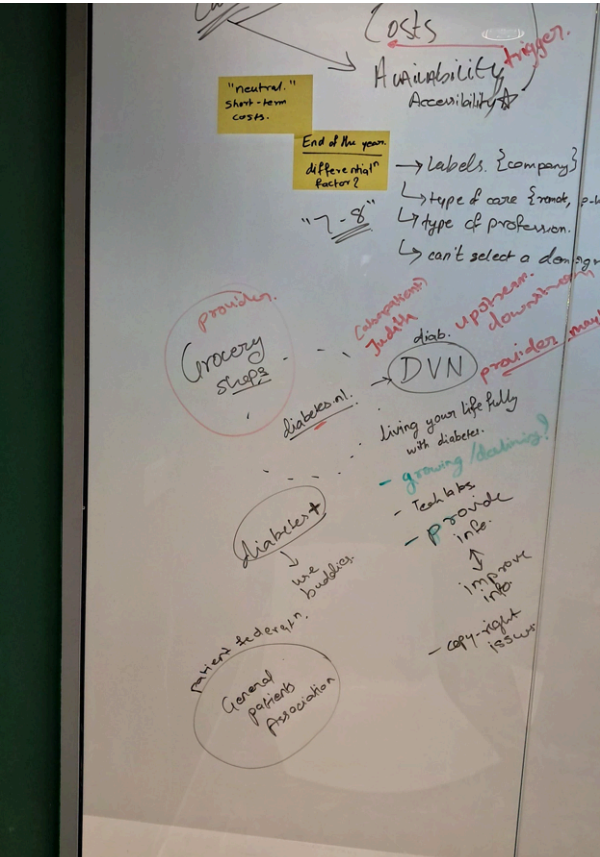 Costs
trigger.
Availability
Accessibility ☆
"neutral."
short-term
costs.
End of the year.
differentialⁿ
factor?
"7-8"
→ Labels. {company}
↳ type of care {remote,
↳ type of profession.
↳ can't select a
provider.
Grocery
shops
Judith
upstream.
downstream
provider
diab.
DVN
diabetes.nl.
Living your life fully
with diabetes.
- growing/declining?
- Tech labs.
- provide
info.
↕
improve
info.
- copy-right
issues
diabetes+
↓
use
buddies.
patient federatⁿ
General
patients
Association